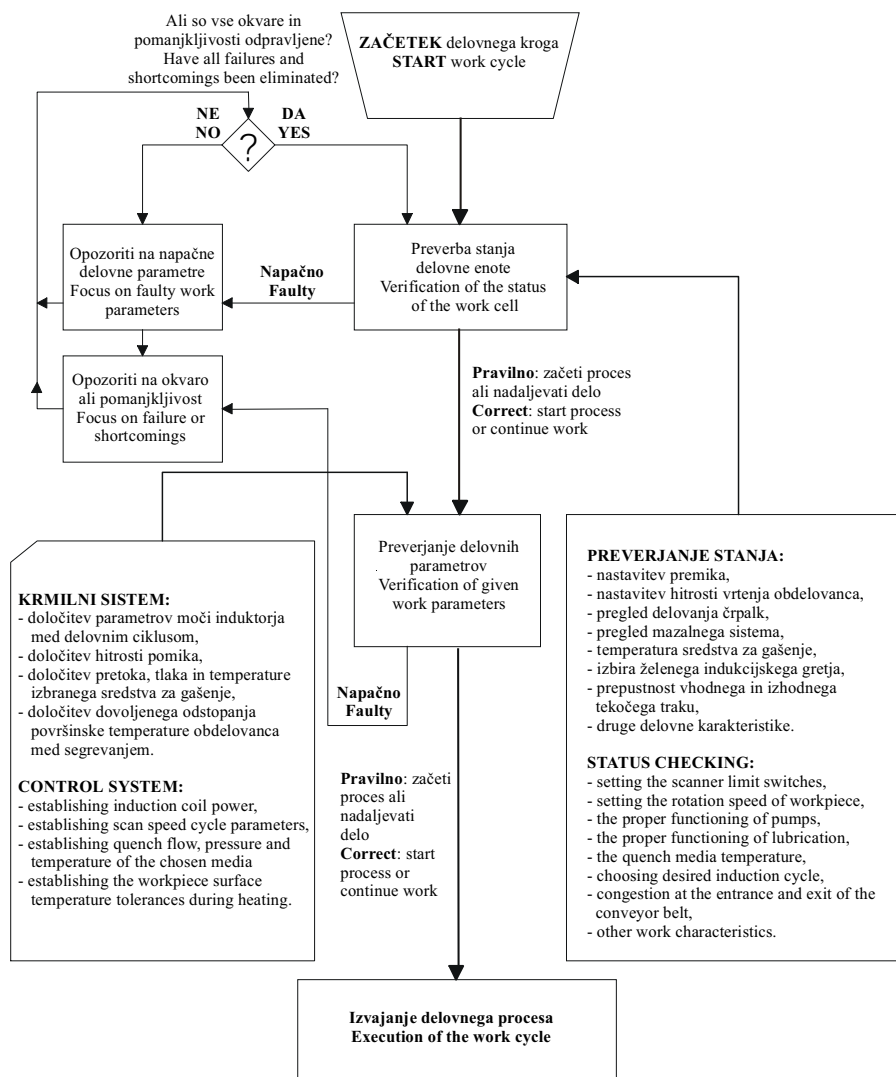 Ali so vse okvare in
pomanjkljivosti odpravljene?
Have all failures and
shortcomings been eliminated?
ZAČETEK delovnega kroga
START work cycle
NE
NO
DA
YES
?
Opozoriti na napačne
delovne parametre
Focus on faulty work
parameters
Napačno
Faulty
Preverba stanja
delovne enote
Verification of the status
of the work cell
Opozoriti na okvaro
ali pomanjkljivost
Focus on failure or
shortcomings
Pravilno: začeti proces
ali nadaljevati delo
Correct: start process
or continue work
Preverjanje delovnih
parametrov
Verification of given
work parameters
KRMILNI SISTEM:
- določitev parametrov moči induktorja
med delovnim ciklusom,
- določitev hitrosti pomika,
- določitev pretoka, tlaka in temperature
izbranega sredstva za gašenje,
- določitev dovoljenega odstopanja
površinske temperature obdelovanca
med segrevanjem.
CONTROL SYSTEM:
- establishing induction coil power,
- establishing scan speed cycle parameters,
- establishing quench flow, pressure and
temperature of the chosen media
- establishing the workpiece surface
temperature tolerances during heating.
Napačno
Faulty
Pravilno: začeti
proces ali
nadaljevati
delo
Correct: start
process or
continue work
PREVERJANJE STANJA:
- nastavitev premika,
- nastavitev hitrosti vrtenja obdelovanca,
- pregled delovanja črpalk,
- pregled mazalnega sistema,
- temperatura sredstva za gašenje,
- izbira želenega indukcijskega gretja,
- prepustnost vhodnega in izhodnega
tekočega traku,
- druge delovne karakteristike.
STATUS CHECKING:
- setting the scanner limit switches,
- setting the rotation speed of workpiece,
- the proper functioning of pumps,
- the proper functioning of lubrication,
- the quench media temperature,
- choosing desired induction cycle,
- congestion at the entrance and exit of the
conveyor belt,
- other work characteristics.
Izvajanje delovnega procesa
Execution of the work cycle